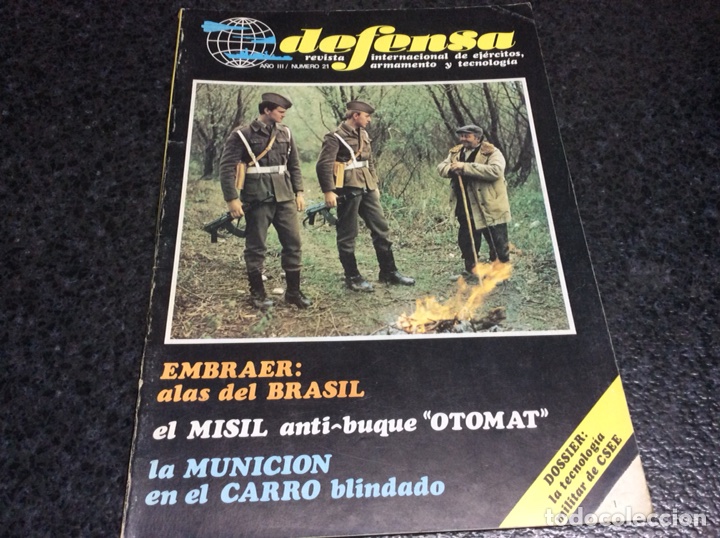 defensa
revista internacional de ejércitos,
armamento y tecnología
AÑO III / NUMERO 21
EMBRAER:
alas del BRASIL
el MISIL anti-buque "OTOMAT"
la MUNICION
en el CARRO blindado
DOSSIER:
la tecnología
militar de CSEE
todocoleccion